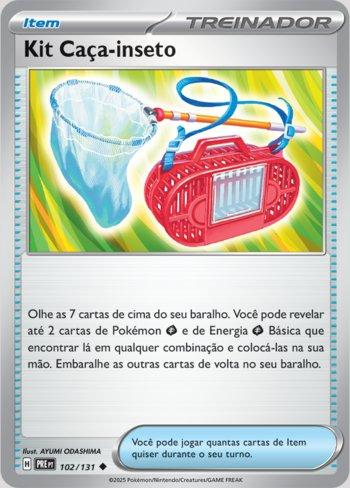 Item
TREINADOR
Kit Caça-inseto
Olhe as 7 cartas de cima do seu baralho. Você pode revelar
até 2 cartas de Pokémon e de Energia Básica que
encontrar lá em qualquer combinação e colocá-las na sua
mão. Embaralhe as outras cartas de volta no seu baralho.
Ilust. AYUMI ODASHIMA
H PRE PT 102/131
Você pode jogar quantas cartas de Item
quiser durante o seu turno.
©2025 Pokémon/Nintendo/Creatures/GAME FREAK